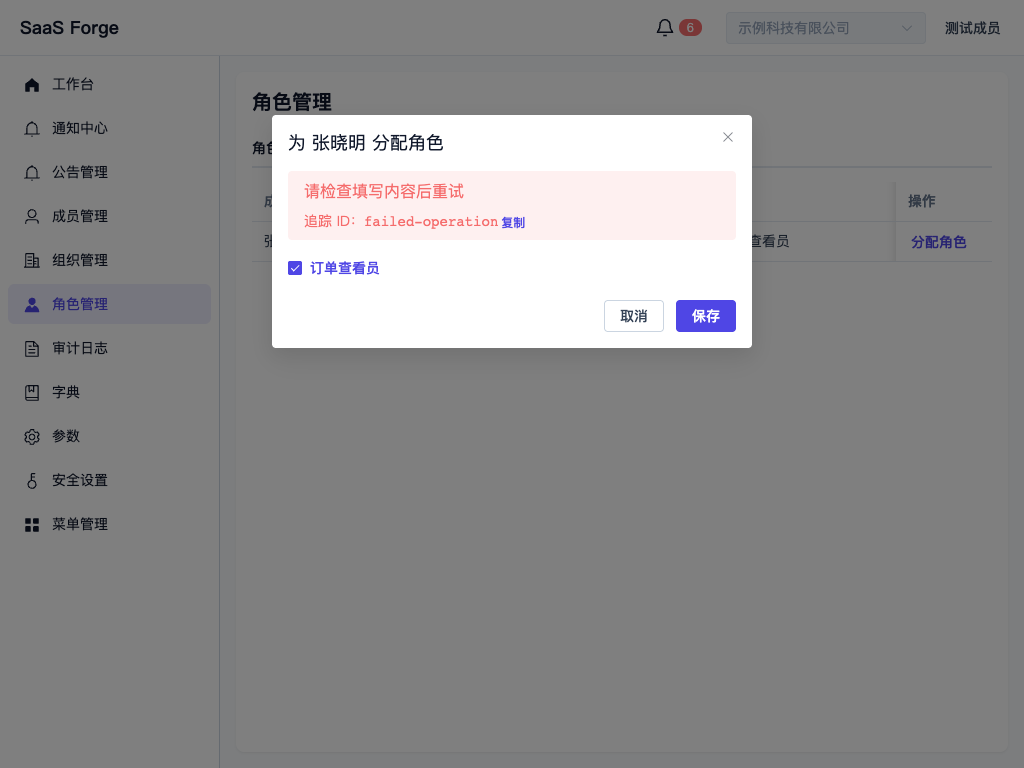 SaaS Forge
6
示例科技有限公司
测试成员
工作台
通知中心
公告管理
成员管理
组织管理
角色管理
审计日志
字典
参数
安全设置
菜单管理
角色管理
为 张晓明 分配角色
请检查填写内容后重试
追踪 ID: failed-operation 复制
订单查看员
取消
保存
操作
查看员
分配角色